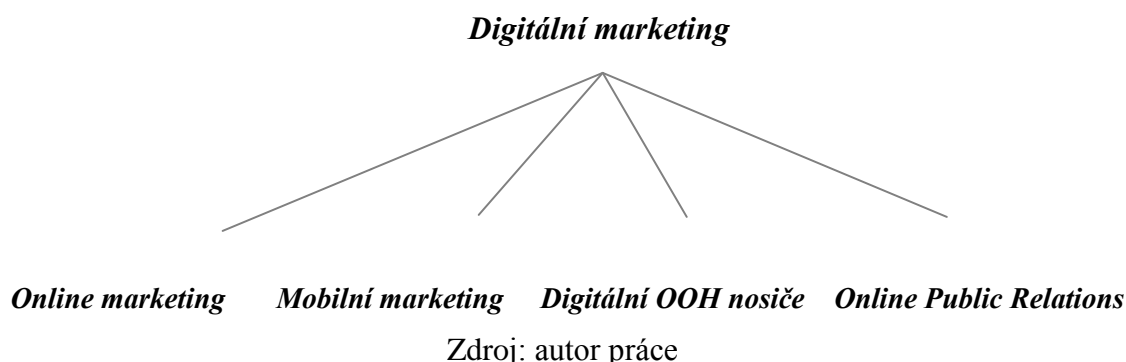 Digitální marketing
Online marketing Mobilní marketing Digitální OOH nosiče Online Public Relations
Zdroj: autor práce